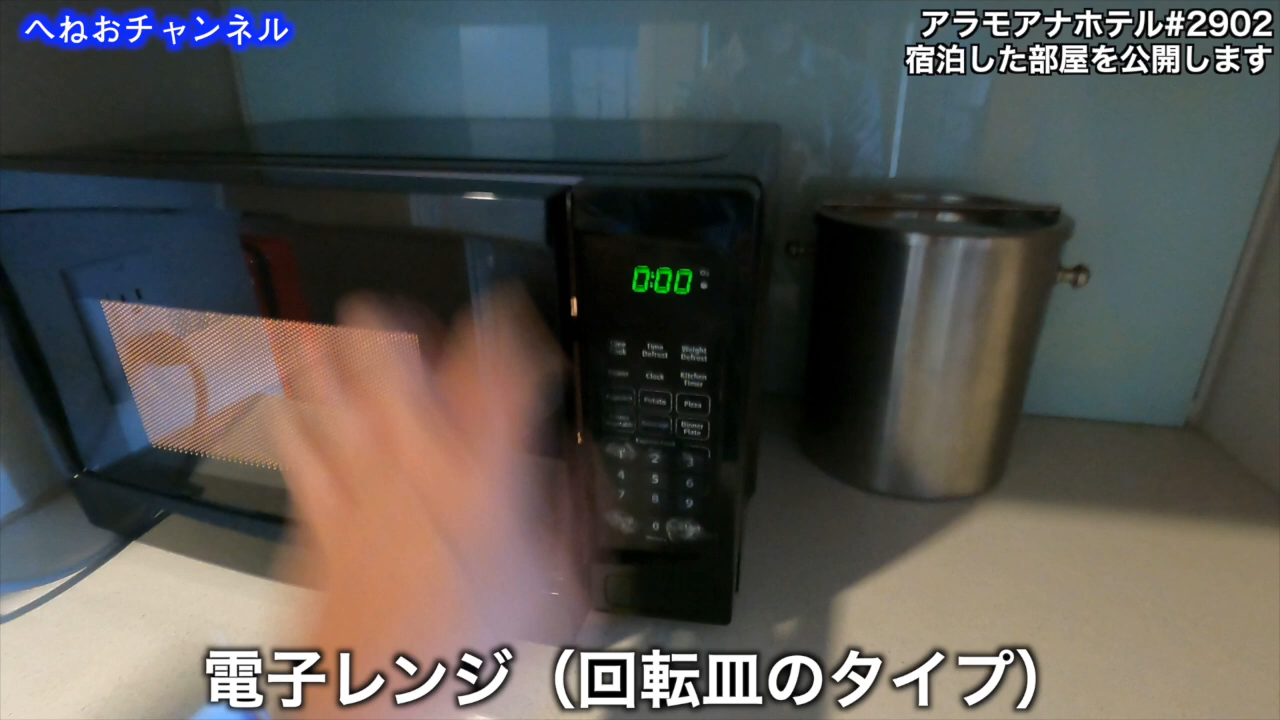 へねおチャンネル
アラモアナホテル#2902
宿泊した部屋を公開します
0:00
Time Defrost
Weight Defrost
Clock
Kitchen Timer
Potato
Pizza
Dinner Plate
1 2 3
4 5 6
7 8 9
0
電子レンジ（回転皿のタイプ）